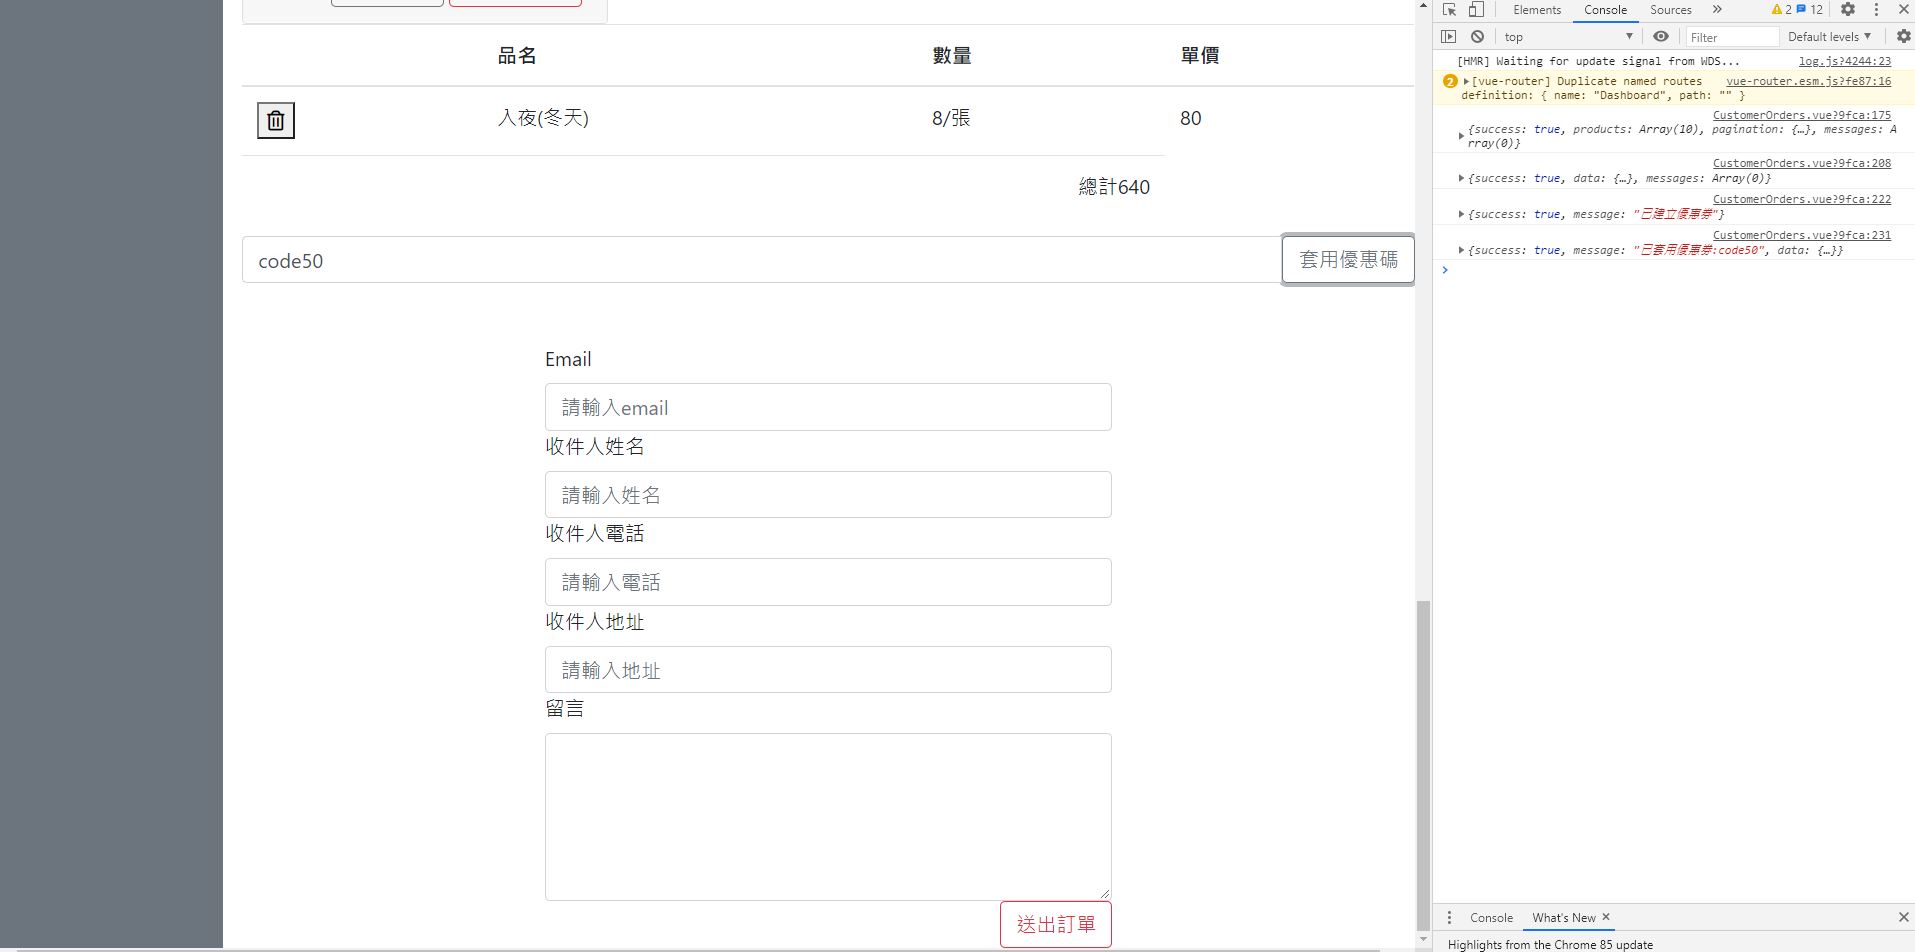 品名 數量 單價
入夜(冬天) 8/張 80
總計640
code50 套用優惠碼
Email
請輸入email
收件人姓名
請輸入姓名
收件人電話
請輸入電話
收件人地址
請輸入地址
留言
送出訂單
Elements Console Sources 2 12
top Filter Default levels
[HMR] Waiting for update signal from WDS... log.js?4244:23
2 [vue-router] Duplicate named routes vue-router.esm.js?fe87:16
definition: { name: "Dashboard", path: "" }
CustomerOrders.vue?9fca:175
{success: true, products: Array(10), pagination: {…}, messages: A
rray(0)}
CustomerOrders.vue?9fca:208
{success: true, data: {…}, messages: Array(0)}
CustomerOrders.vue?9fca:222
{success: true, message: "已建立優惠券"}
CustomerOrders.vue?9fca:231
{success: true, message: "已套用優惠券:code50", data: {…}}
Console What's New
Highlights from the Chrome 85 update